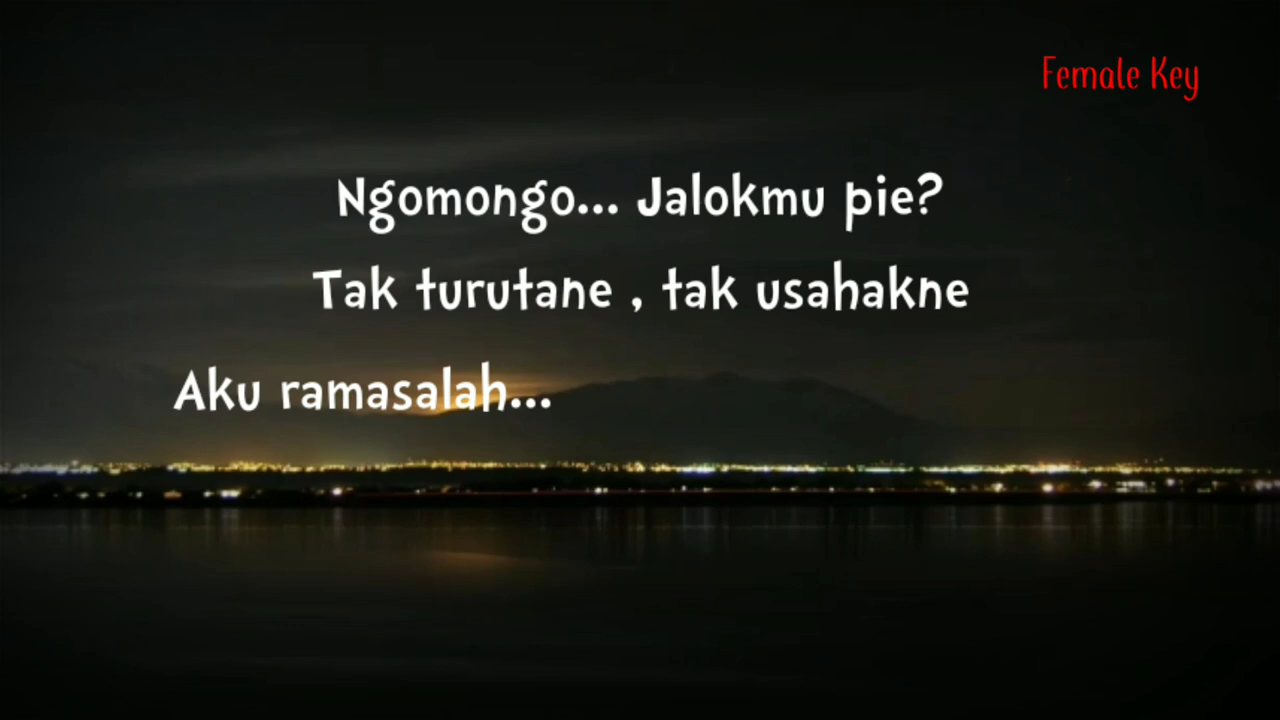 Female Key
Ngomongo... Jalokmu pie?
Tak turutane , tak usahakne
Aku ramasalah...